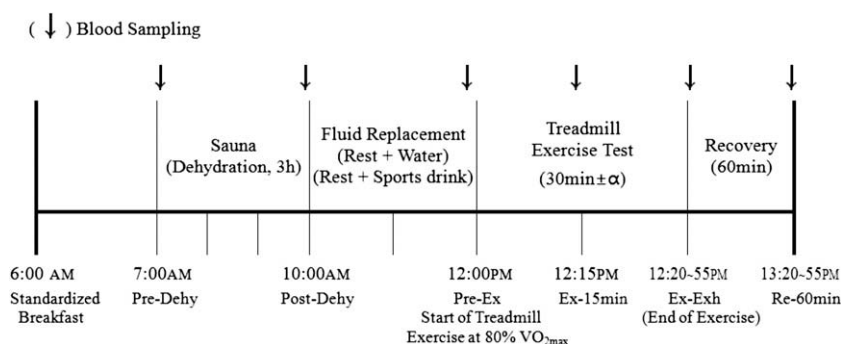 (↓) Blood Sampling
Sauna
(Dehydration, 3h)
Fluid Replacement
(Rest + Water)
(Rest + Sports drink)
Treadmill
Exercise Test
(30min±α)
Recovery
(60min)
6:00 AM
Standardized
Breakfast
7:00AM
Pre-Dehy
10:00AM
Post-Dehy
12:00PM
Pre-Ex
Start of Treadmill
Exercise at 80% VO2max
12:15PM
Ex-15min
12:20~55PM
Ex-Exh
(End of Exercise)
13:20~55PM
Re-60min